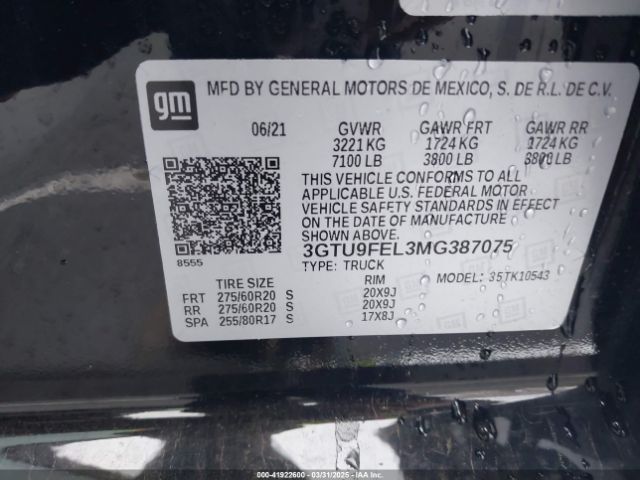 gm
MFD BY GENERAL MOTORS DE MEXICO, S. DE R.L. DE C.V.
06/21 GVWR GAWR FRT GAWR RR
3221 KG 1724 KG 1724 KG
7100 LB 3800 LB 3800 LB
THIS VEHICLE CONFORMS TO ALL
APPLICABLE U.S. FEDERAL MOTOR
VEHICLE SAFETY STANDARDS IN EFFECT
ON THE DATE OF MANUFACTURE
SHOWN ABOVE.
3GTU9FEL3MG387075
8555
TYPE: TRUCK
MODEL: 35TK10543
TIRE SIZE RIM
FRT 275/60R20 S 20X9J
RR 275/60R20 S 20X9J
SPA 255/80R17 S 17X8J
000-41922600 - 03/31/2025 - IAAI Copart